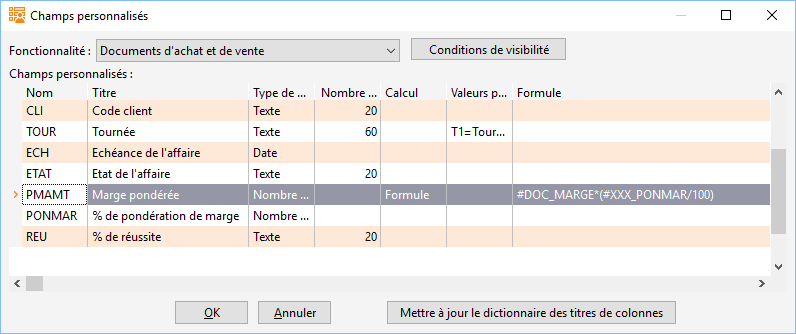 Champs personnalisés
Fonctionnalité : Documents d'achat et de vente Conditions de visibilité
Champs personnalisés :
Nom Titre Type de ... Nombre ... Calcul Valeurs p... Formule
CLI Code client Texte 20
TOUR Tournée Texte 60 T1=Tour...
ECH Echéance de l'affaire Date
ETAT Etat de l'affaire Texte 20
PMAMT Marge pondérée Nombre ... Formule #DOC_MARGE*(#XXX_PONMAR/100)
PONMAR % de pondération de marge Nombre ...
REU % de réussite Texte 20
OK Annuler Mettre à jour le dictionnaire des titres de colonnes